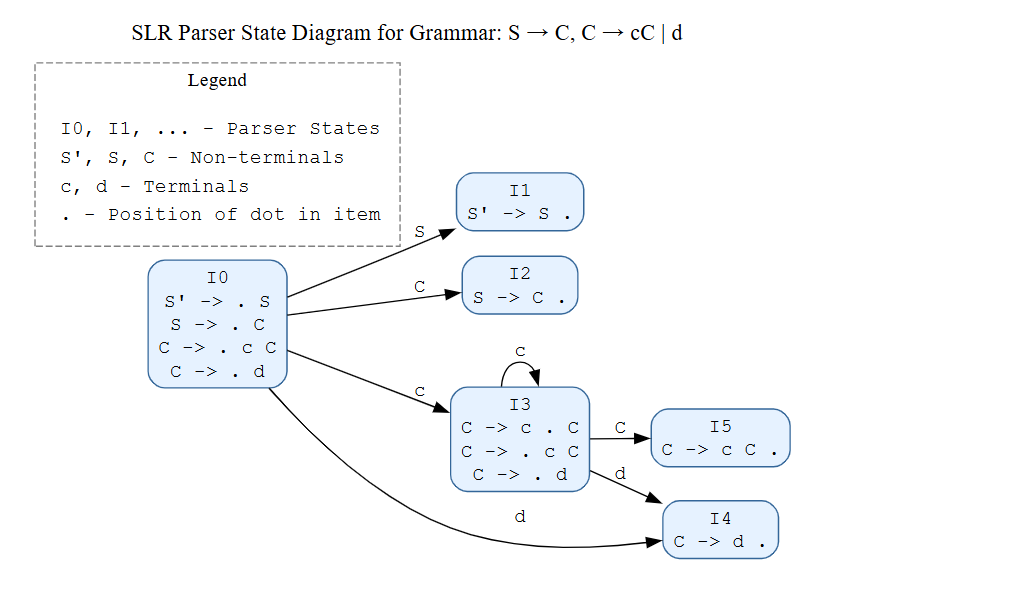 SLR Parser State Diagram for Grammar: S → C, C → cC | d
Legend
I0, I1, ... - Parser States
S', S, C - Non-terminals
c, d - Terminals
. - Position of dot in item
I1
S' -> S .
S
I0
S' -> . S
S -> . C
C -> . c C
C -> . d
I2
S -> C .
C
c
c
I3
C -> c . C
C -> . c C
C -> . d
C
I5
C -> c C .
d
d
I4
C -> d .